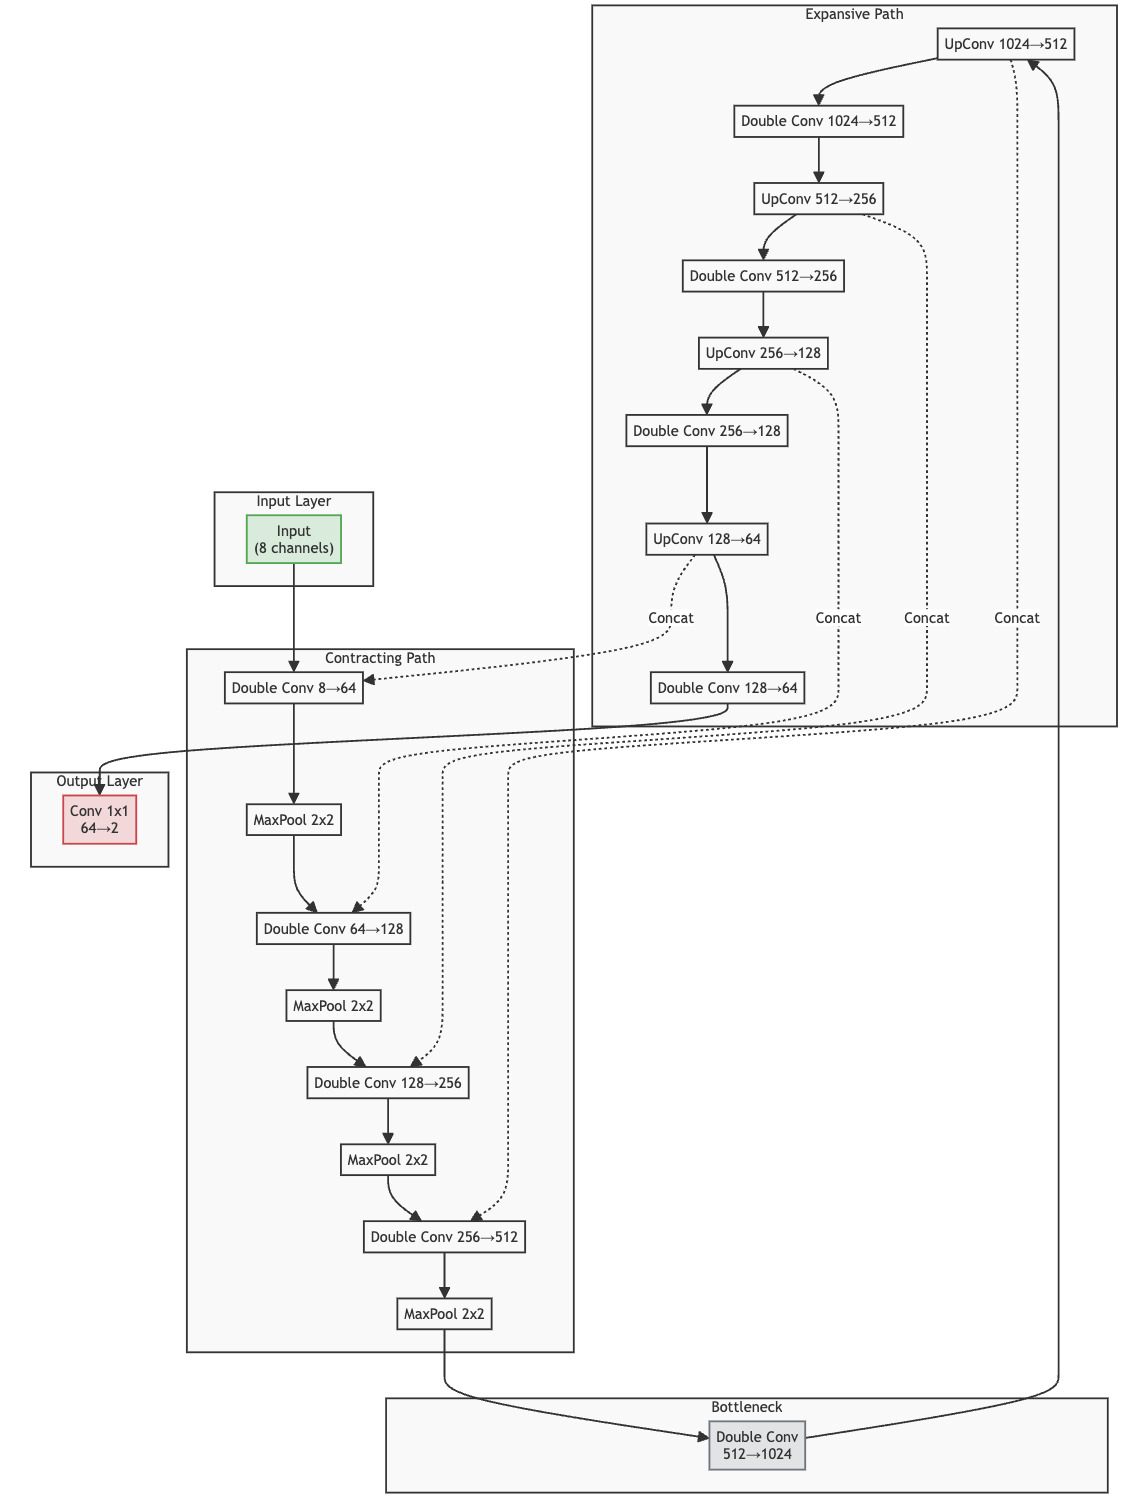 Expansive Path
UpConv 1024→512
Double Conv 1024→512
UpConv 512→256
Double Conv 512→256
UpConv 256→128
Double Conv 256→128
Input Layer
Input
(8 channels)
UpConv 128→64
Concat
Concat
Concat
Concat
Contracting Path
Double Conv 8→64
Double Conv 128→64
Output Layer
Conv 1x1
64→2
MaxPool 2x2
Double Conv 64→128
MaxPool 2x2
Double Conv 128→256
MaxPool 2x2
Double Conv 256→512
MaxPool 2x2
Bottleneck
Double Conv
512→1024